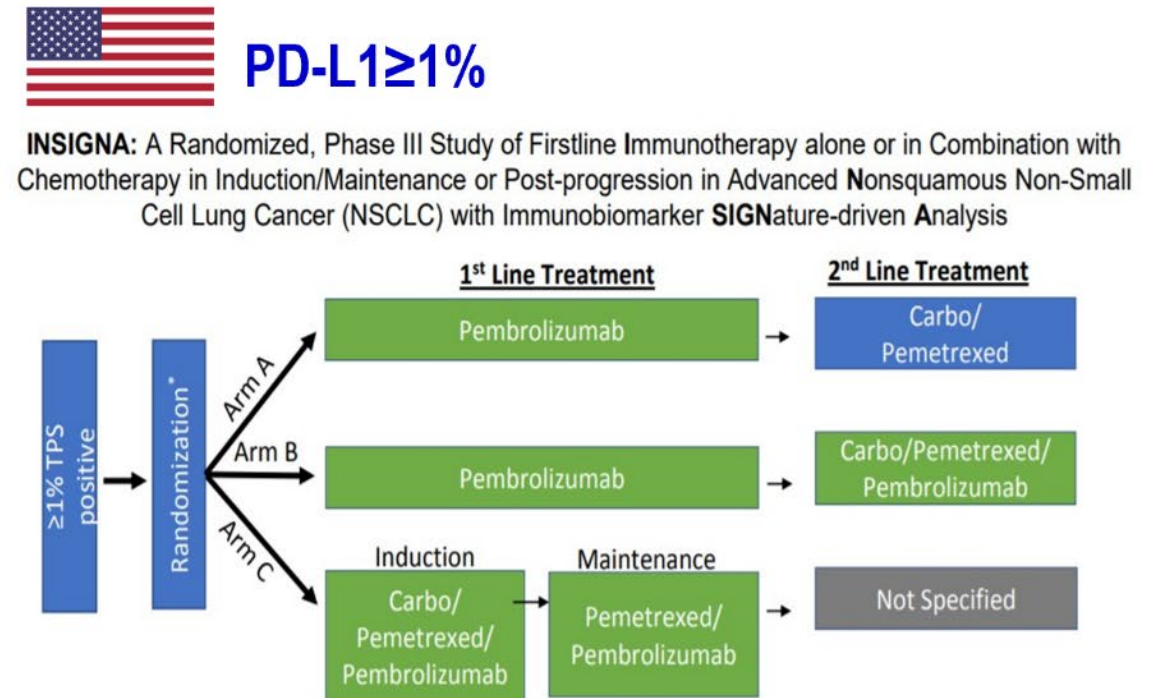 PD-L1≥1%
INSIGNA: A Randomized, Phase III Study of Firstline Immunotherapy alone or in Combination with
Chemotherapy in Induction/Maintenance or Post-progression in Advanced Nonsquamous Non-Small
Cell Lung Cancer (NSCLC) with Immunobiomarker SIGNature-driven Analysis
1st Line Treatment
2nd Line Treatment
≥1% TPS
positive
Randomization*
Arm A
Pembrolizumab
Carbo/
Pemetrexed
Arm B
Pembrolizumab
Carbo/Pemetrexed/
Pembrolizumab
Arm C
Induction
Carbo/
Pemetrexed/
Pembrolizumab
Maintenance
Pemetrexed/
Pembrolizumab
Not Specified